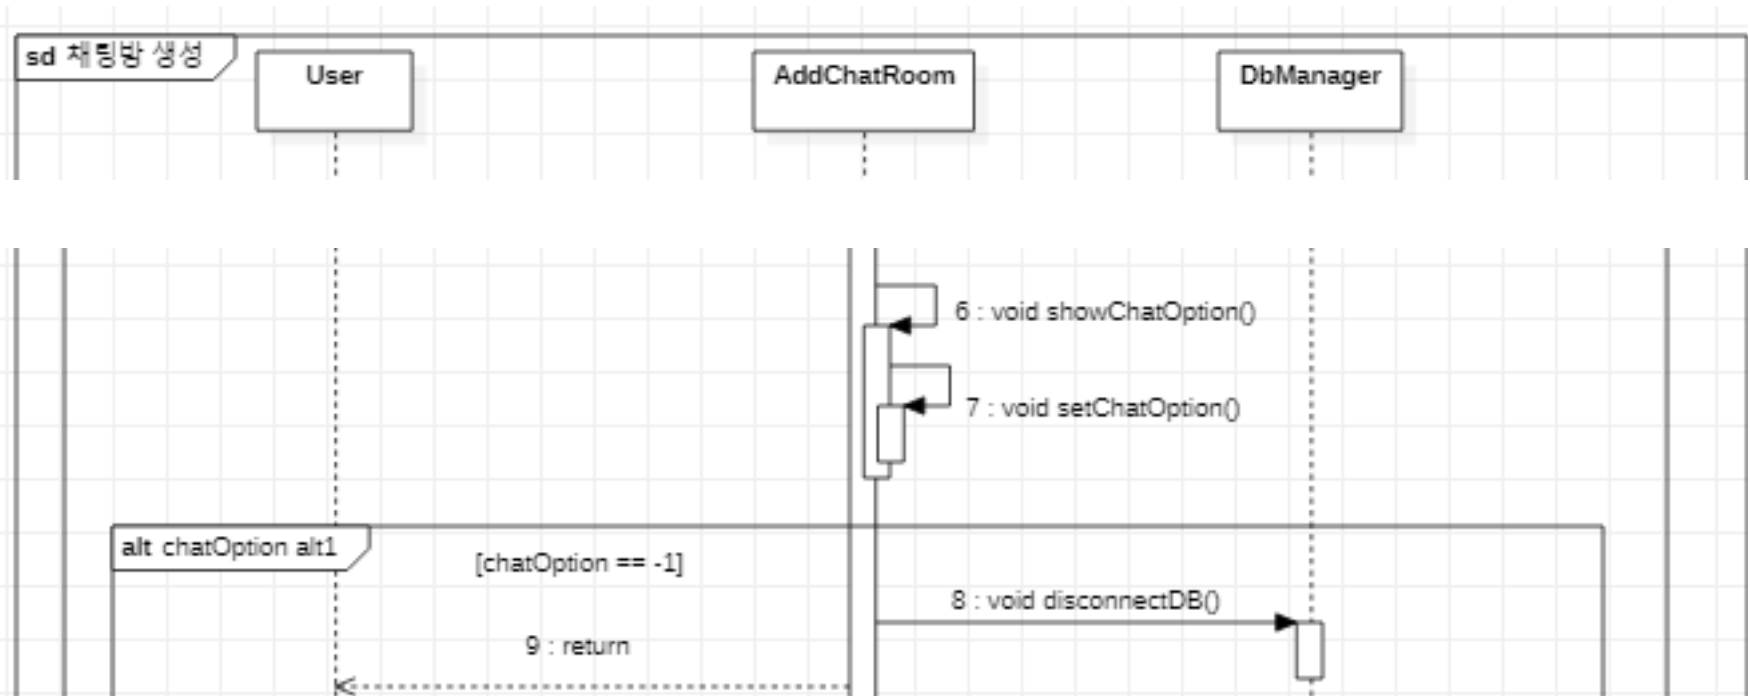 sd 채팅방 생성
User
AddChatRoom
DbManager
6 : void showChatOption()
7 : void setChatOption()
alt chatOption alt1
[chatOption == -1]
8 : void disconnectDB()
9 : return